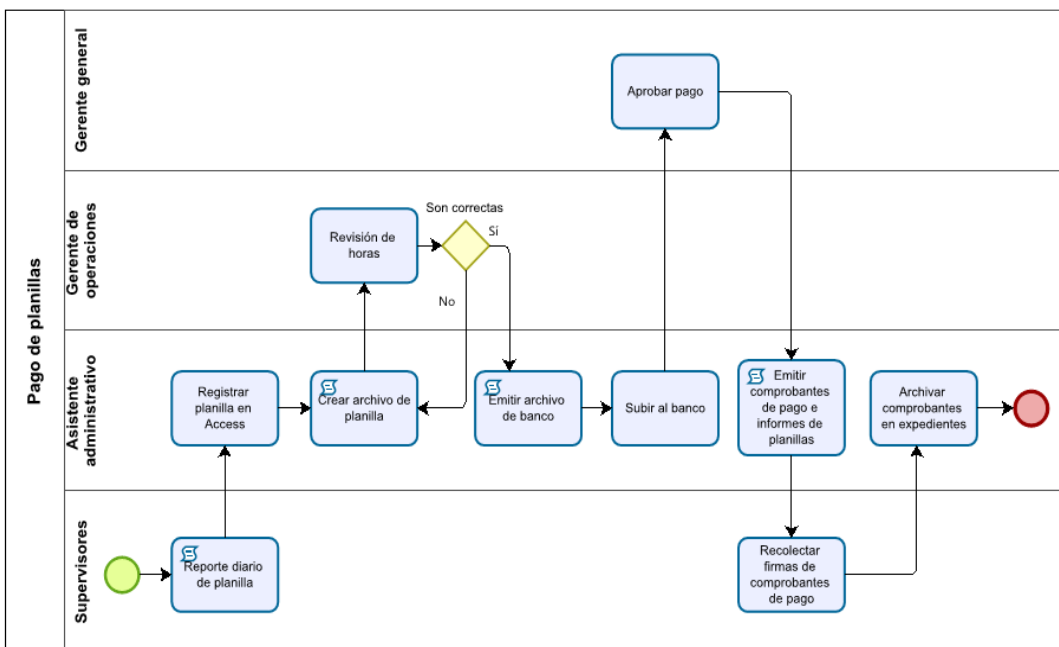 Pago de planillas
Gerente general
Aprobar pago
Gerente de
operaciones
Revisión de
horas
Son correctas
Sí
No
Asistente
administrativo
Registrar
planilla en
Access
Crear archivo de
planilla
Emitir archivo
de banco
Subir al banco
Emitir
comprobantes
de pago e
informes de
planillas
Archivar
comprobantes
en expedientes
Supervisores
Reporte diario
de planilla
Recolectar
firmas de
comprobantes
de pago